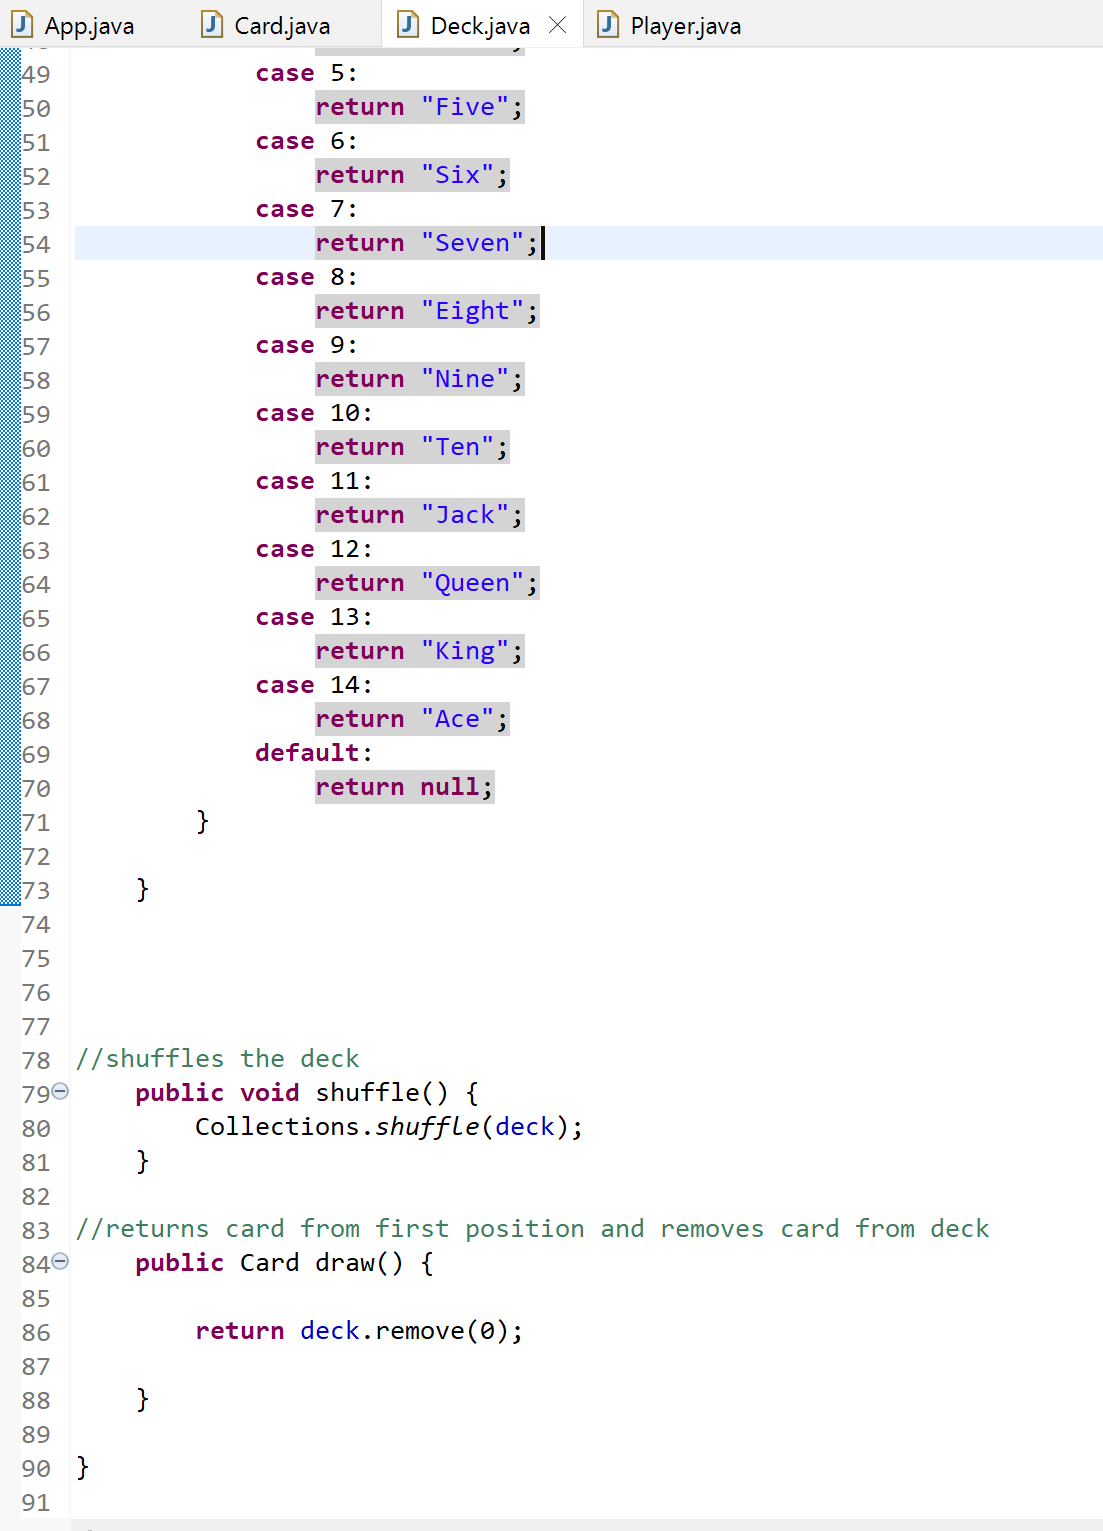 App.java Card.java Deck.java Player.java
49 case 5:
50 return "Five";
51 case 6:
52 return "Six";
53 case 7:
54 return "Seven";
55 case 8:
56 return "Eight";
57 case 9:
58 return "Nine";
59 case 10:
60 return "Ten";
61 case 11:
62 return "Jack";
63 case 12:
64 return "Queen";
65 case 13:
66 return "King";
67 case 14:
68 return "Ace";
69 default:
70 return null;
71 }
72
73 }
74
75
76
77
78 //shuffles the deck
79 public void shuffle() {
80 Collections.shuffle(deck);
81 }
82
83 //returns card from first position and removes card from deck
84 public Card draw() {
85
86 return deck.remove(0);
87
88 }
89
90 }
91